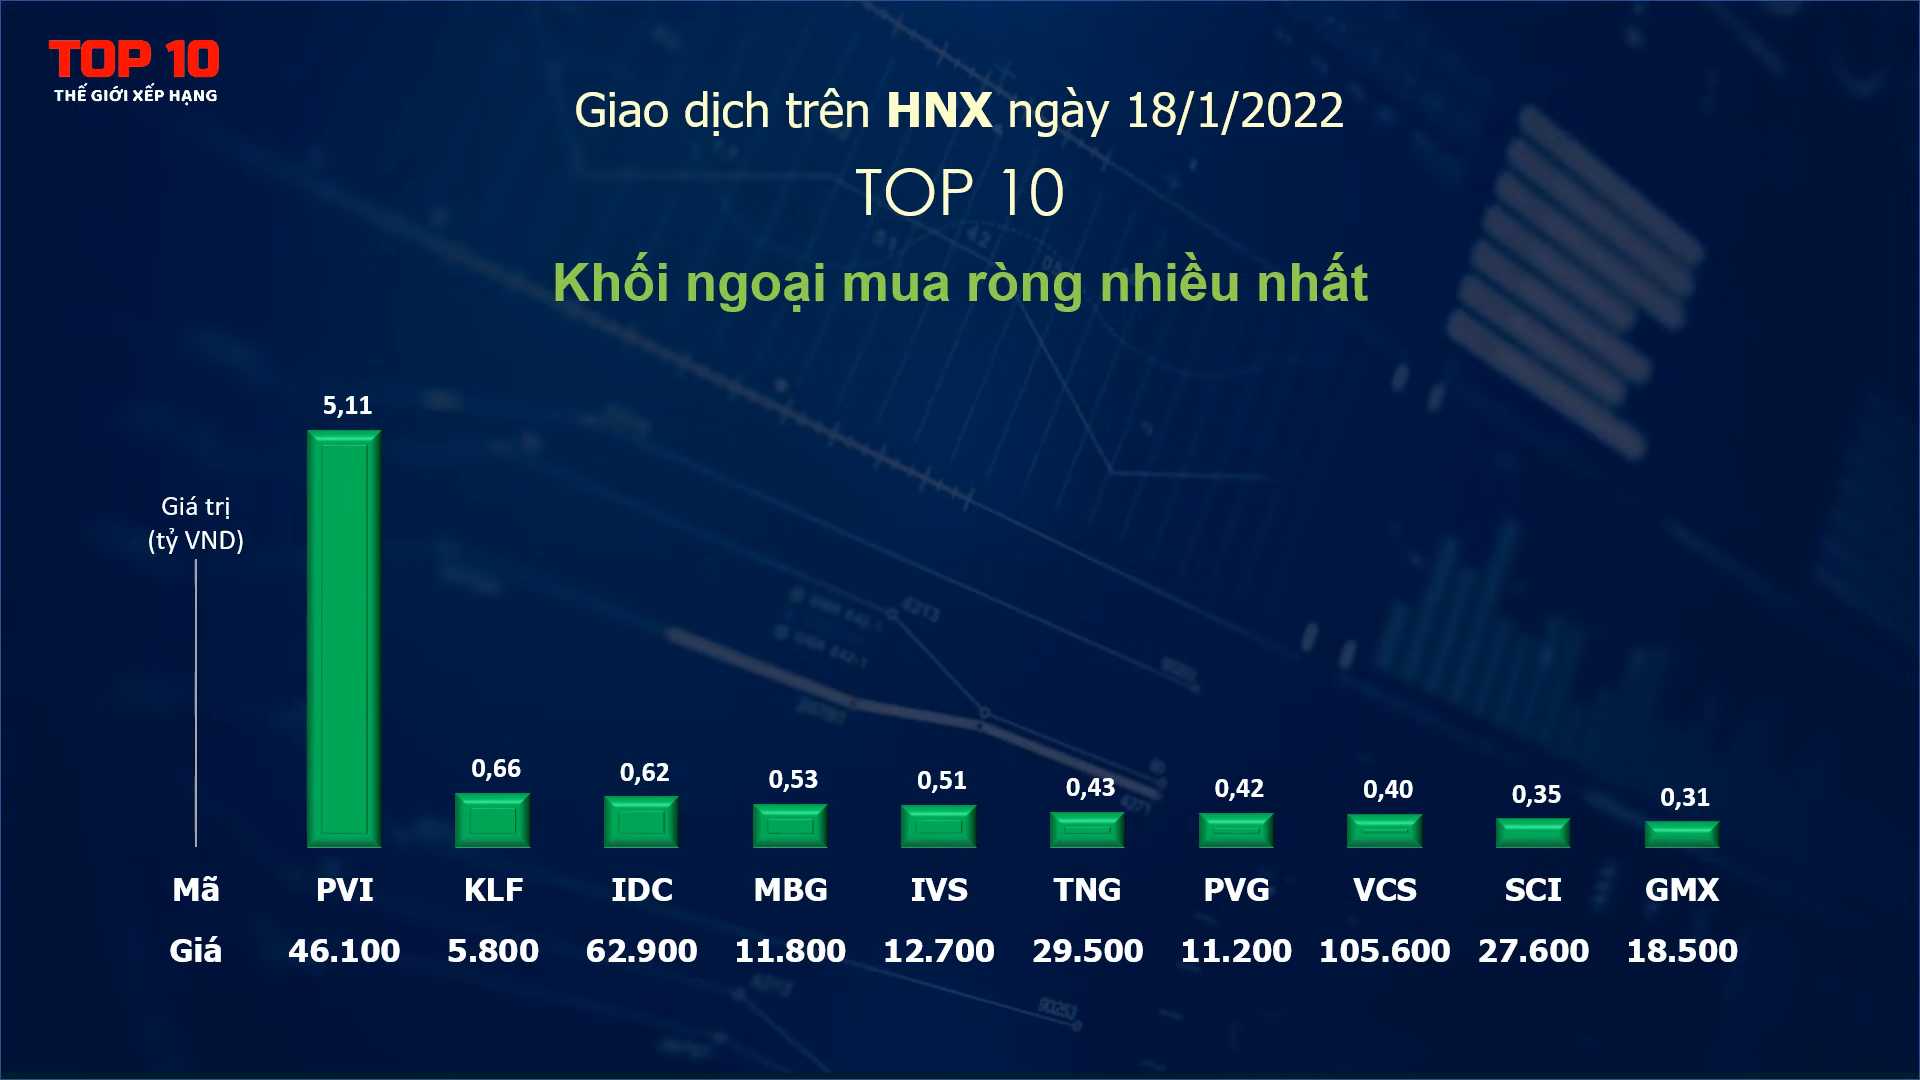 TOP 10
THẾ GIỚI XẾP HẠNG
Giao dịch trên HNX ngày 18/1/2022
TOP 10
Khối ngoại mua ròng nhiều nhất
Giá trị
(tỷ VND)
5,11 0,66 0,62 0,53 0,51 0,43 0,42 0,40 0,35 0,31
Mã PVI KLF IDC MBG IVS TNG PVG VCS SCI GMX
Giá 46.100 5.800 62.900 11.800 12.700 29.500 11.200 105.600 27.600 18.500